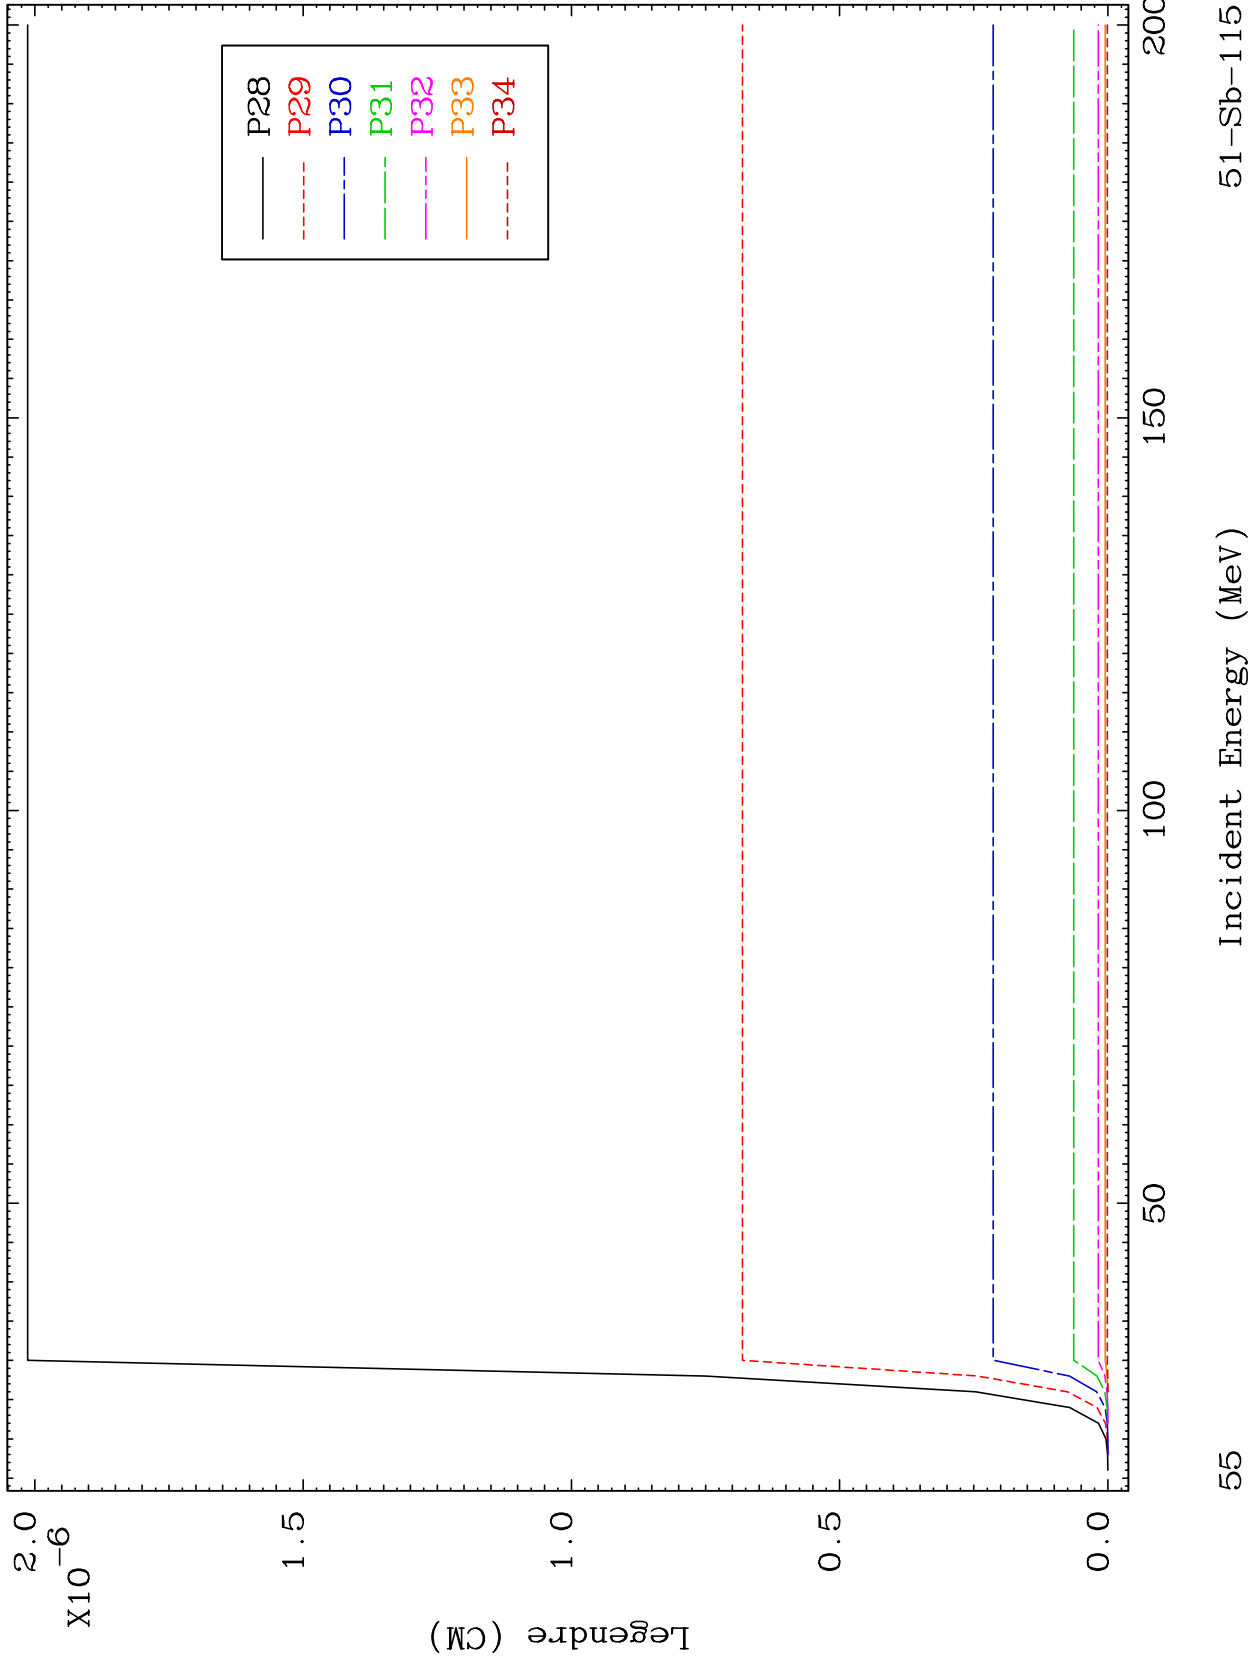 X10⁻⁶
2.0
1.5
1.0
0.5
0.0
Legendre (CM)
P28
P29
P30
P31
P32
P33
P34
50
100
150
200
Incident Energy (MeV)
55
51-Sb-115